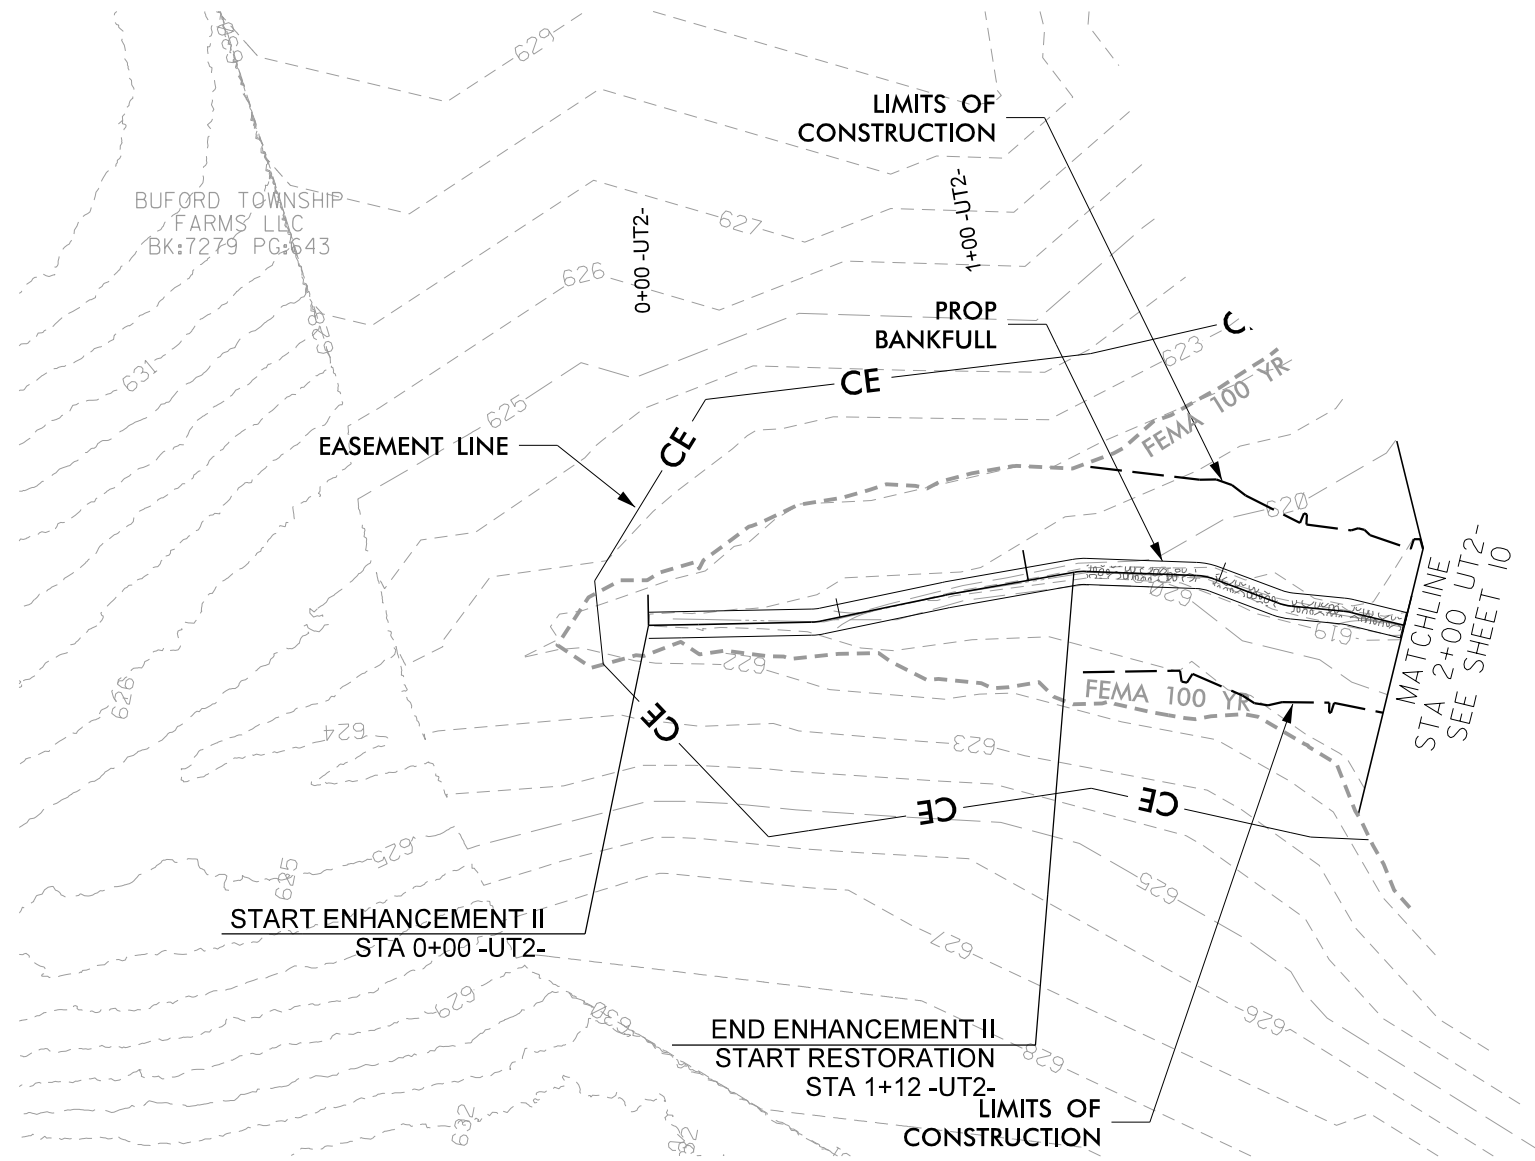 629
630
LIMITS OF
CONSTRUCTION
BUFORD TOWNSHIP
FARMS LLC
BK:7279 PG:643
0+00 -UT2-
627
1+00 -UT2-
626
628
PROP
BANKFULL
C
623
631
CE
FEMA 100 YR
625
EASEMENT LINE
CE
620
620
619
MATCHLINE
STA 2+00 UT2-
SEE SHEET 10
622
626
FEMA 100 YR
CE
624
623
CE
CE
625
625
625
START ENHANCEMENT II
STA 0+00 -UT2-
627
629
630
626
END ENHANCEMENT II
START RESTORATION
STA 1+12 -UT2-
628
LIMITS OF
CONSTRUCTION
632